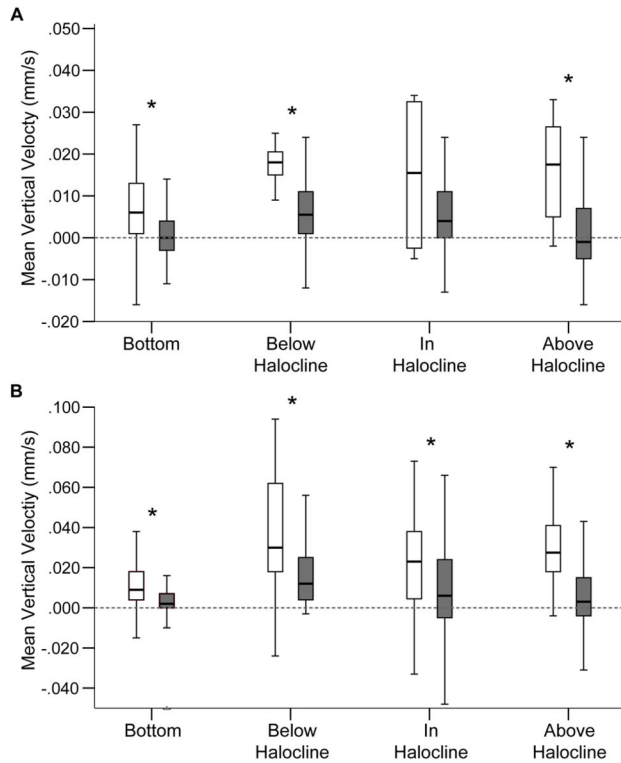 A
.050
.040
.030
.020
.010
.000
-.010
-.020
Mean Vertical Velocty (mm/s)
* * *
Bottom Below Halocline In Halocline Above Halocline
B
.100
.080
.060
.040
.020
.000
-.020
-.040
Mean Vertical Veloctiy (mm/s)
* * * *
Bottom Below Halocline In Halocline Above Halocline